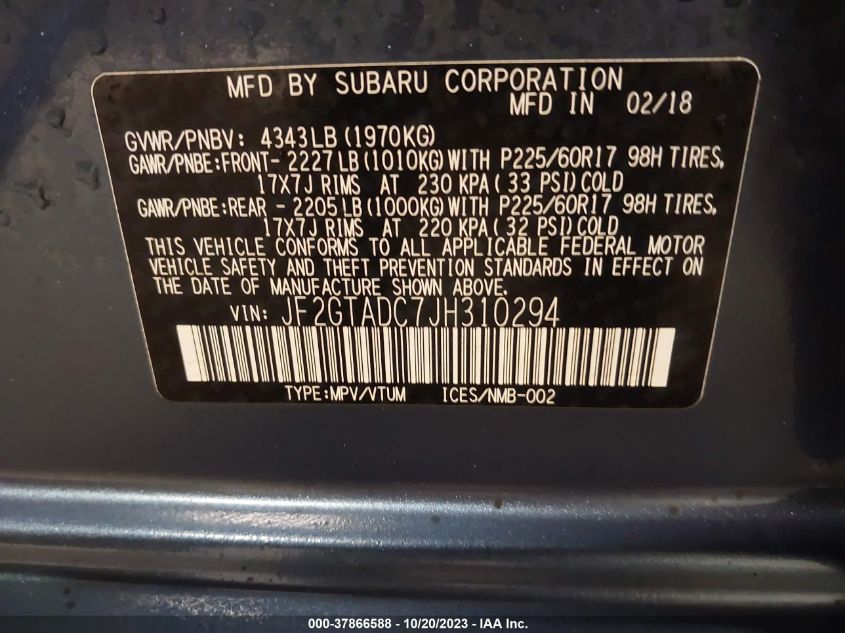 MFD BY SUBARU CORPORATION
MFD IN 02/18
GVWR/PNBV: 4343LB (1970KG)
GAWR/PNBE:FRONT- 2227LB (1010KG) WITH P225/60R17 98H TIRES,
17X7J RIMS AT 230 KPA ( 33 PSI) COLD
GAWR/PNBE:REAR - 2205LB (1000KG) WITH P225/60R17 98H TIRES,
17X7J RIMS AT 220 KPA ( 32 PSI) COLD
THIS VEHICLE CONFORMS TO ALL APPLICABLE FEDERAL MOTOR
VEHICLE SAFETY AND THEFT PREVENTION STANDARDS IN EFFECT ON
THE DATE OF MANUFACTURE SHOWN ABOVE.
VIN: JF2GTADC7JH310294
TYPE:MPV/VTUM ICES/NMB-002
000-37866588 - 10/20/2023 - IAA Inc.